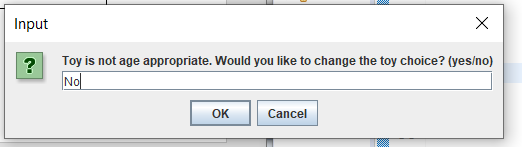 Input
Toy is not age appropriate. Would you like to change the toy choice? (yes/no)
No
OK Cancel